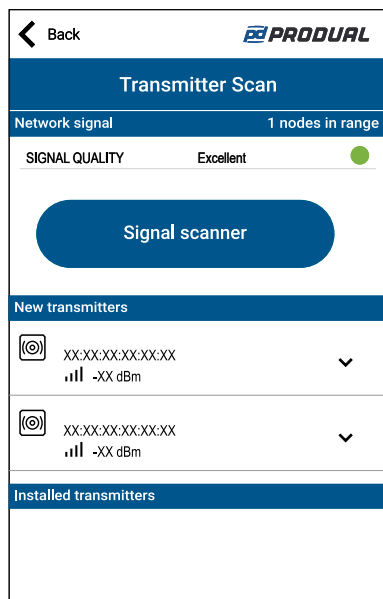 Back
PRODUAL
Transmitter Scan
Network signal 1 nodes in range
SIGNAL QUALITY Excellent
Signal scanner
New transmitters
XX:XX:XX:XX:XX:XX
-XX dBm
XX:XX:XX:XX:XX:XX
-XX dBm
Installed transmitters